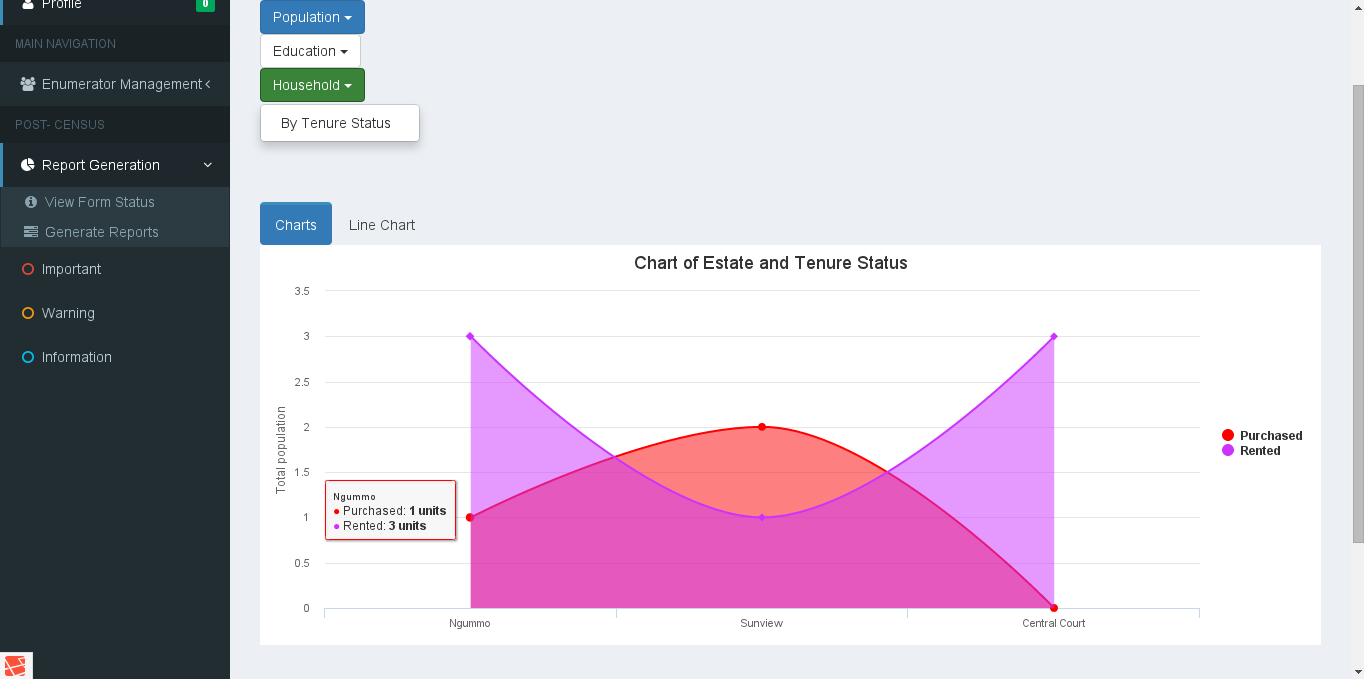 Profile
0
MAIN NAVIGATION
Enumerator Management
POST- CENSUS
Report Generation
View Form Status
Generate Reports
Important
Warning
Information
Population
Education
Household
By Tenure Status
Charts
Line Chart
Chart of Estate and Tenure Status
Total population
3.5
3
2.5
2
1.5
1
0.5
0
Ngummo
Purchased: 1 units
Rented: 3 units
Ngummo
Sunview
Central Court
Purchased
Rented